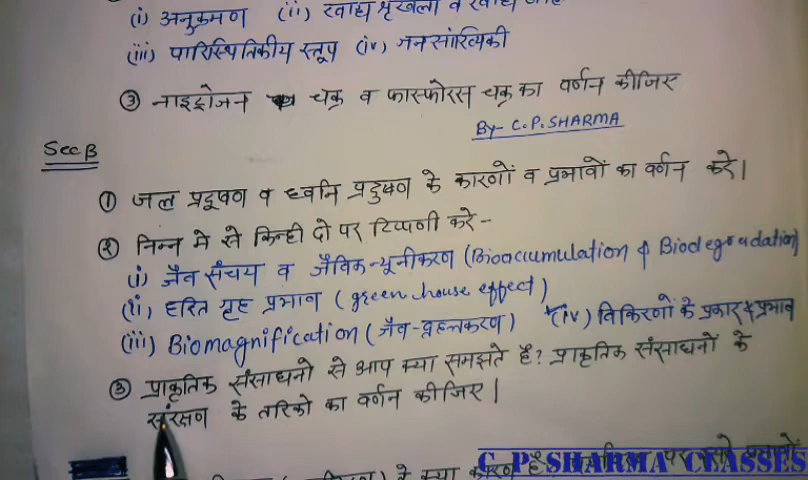 (i) अनुक्रमण (ii) खाद्य शृंखला व खाद्य
(iii) पारिस्थितिकीय स्तूप (iv) जनसांख्यिकी
③ नाइट्रोजन चक्र व फास्फोरस चक्र का वर्णन कीजिए
BY- C.P.SHARMA
Sec B
① जल प्रदूषण व ध्वनि प्रदुषण के कारणों व प्रभावों का वर्णन करे।
② निम्न मे से किन्ही दो पर टिप्पणी करे -
(i) जैव संचय व जैविक न्यूनीकरण (Bioaccumulation & Biodegradation)
(ii) हरित गृह प्रभाव (green house effect)
(iii) Biomagnification (जैव-वृहत्तकरण) (iv) विकिरणों के प्रकार & प्रभाव
③ प्राकृतिक संसाधनो से आप क्या समझते है? प्राकृतिक संसाधनों के
संरक्षण के तरिको का वर्णन कीजिए।
के क्या कारण है
C. P. SHARMA CLASSES